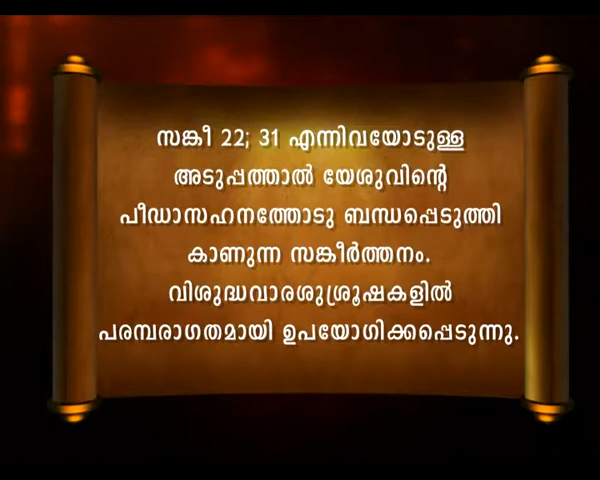 സങ്കീ 22; 31 എന്നിവയോടുള്ള
അടുപ്പത്താൽ യേശുവിന്റെ
പീഡാസഹനത്തോടു ബന്ധപ്പെടുത്തി
കാണുന്ന സങ്കീർത്തനം.
വിശുദ്ധവാരശുശ്രൂഷകളിൽ
പരമ്പരാഗതമായി ഉപയോഗിക്കപ്പെടുന്നു.